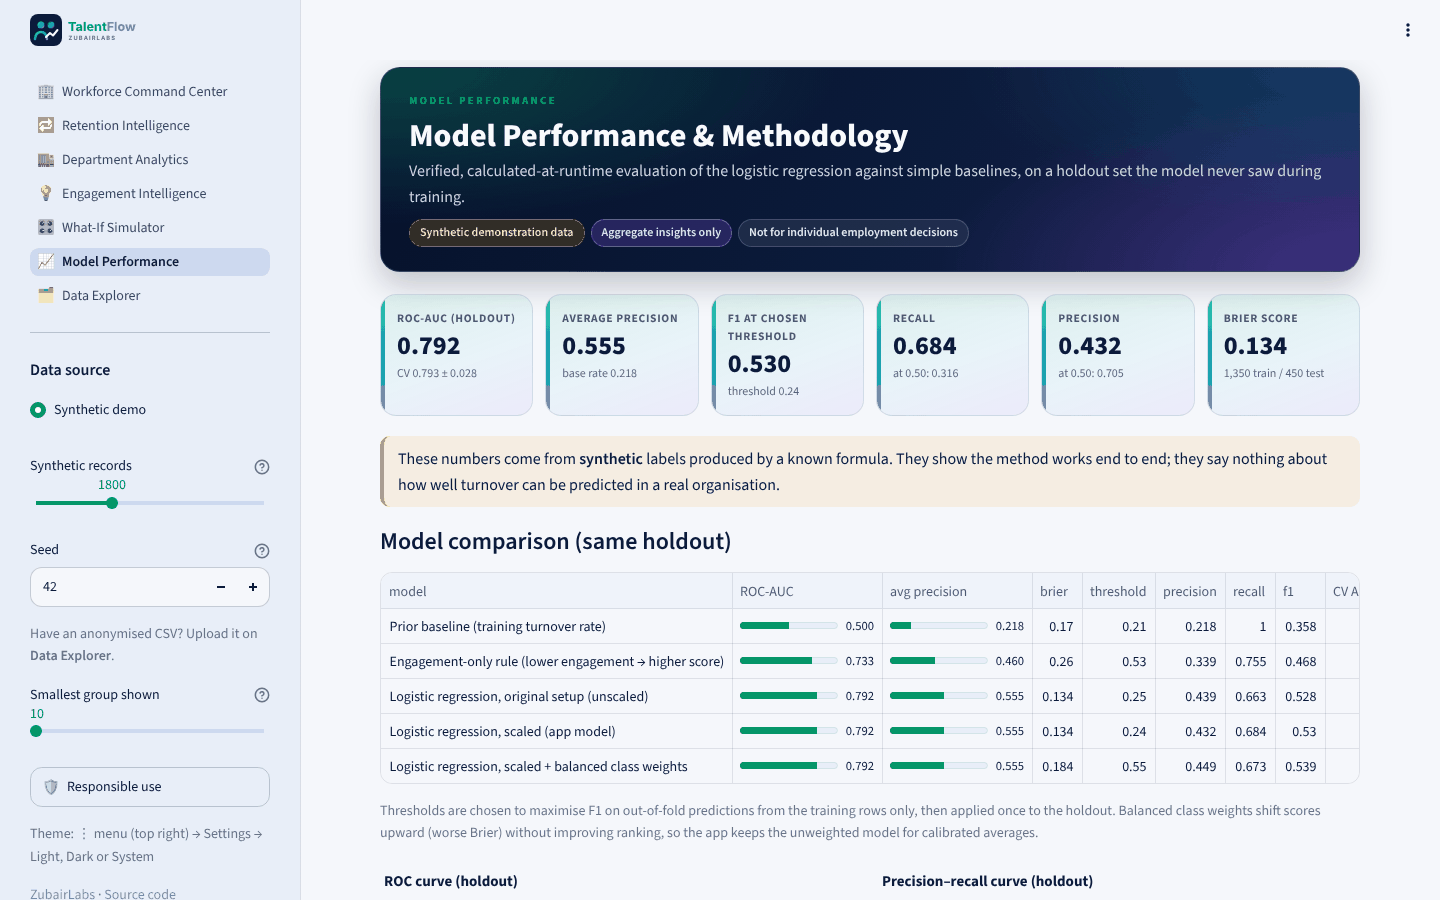 TalentFlow
ZUBAIRLABS
Workforce Command Center
Retention Intelligence
Department Analytics
Engagement Intelligence
What-If Simulator
Model Performance
Data Explorer
Data source
Synthetic demo
Synthetic records
1800
Seed
42
Have an anonymised CSV? Upload it on
Data Explorer.
Smallest group shown
10
Responsible use
Theme: ⋮ menu (top right) → Settings →
Light, Dark or System
ZubairLabs · Source code
MODEL PERFORMANCE
Model Performance & Methodology
Verified, calculated-at-runtime evaluation of the logistic regression against simple baselines, on a holdout set the model never saw during
training.
Synthetic demonstration data
Aggregate insights only
Not for individual employment decisions
ROC-AUC (HOLDOUT)
0.792
CV 0.793 ± 0.028
AVERAGE PRECISION
0.555
base rate 0.218
F1 AT CHOSEN
THRESHOLD
0.530
threshold 0.24
RECALL
0.684
at 0.50: 0.316
PRECISION
0.432
at 0.50: 0.705
BRIER SCORE
0.134
1,350 train / 450 test
These numbers come from synthetic labels produced by a known formula. They show the method works end to end; they say nothing about
how well turnover can be predicted in a real organisation.
Model comparison (same holdout)
model ROC-AUC avg precision brier threshold precision recall f1 CV A
Prior baseline (training turnover rate) 0.500 0.218 0.17 0.21 0.218 1 0.358
Engagement-only rule (lower engagement → higher score) 0.733 0.460 0.26 0.53 0.339 0.755 0.468
Logistic regression, original setup (unscaled) 0.792 0.555 0.134 0.25 0.439 0.663 0.528
Logistic regression, scaled (app model) 0.792 0.555 0.134 0.24 0.432 0.684 0.53
Logistic regression, scaled + balanced class weights 0.792 0.555 0.184 0.55 0.449 0.673 0.539
Thresholds are chosen to maximise F1 on out-of-fold predictions from the training rows only, then applied once to the holdout. Balanced class weights shift scores
upward (worse Brier) without improving ranking, so the app keeps the unweighted model for calibrated averages.
ROC curve (holdout)
Precision–recall curve (holdout)